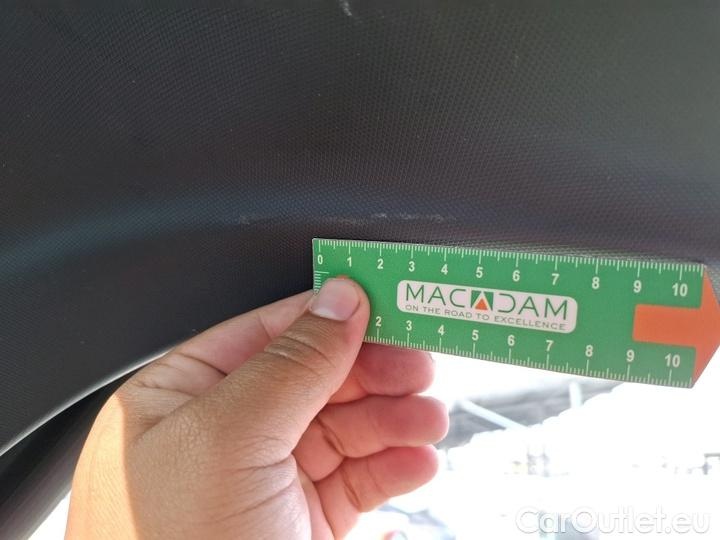 0 1 2 3 4 5 6 7 8 9 10
MACADAM
ON THE ROAD TO EXCELLENCE
2 3 4 5 6 7 8 9 10
CarOutlet.eu